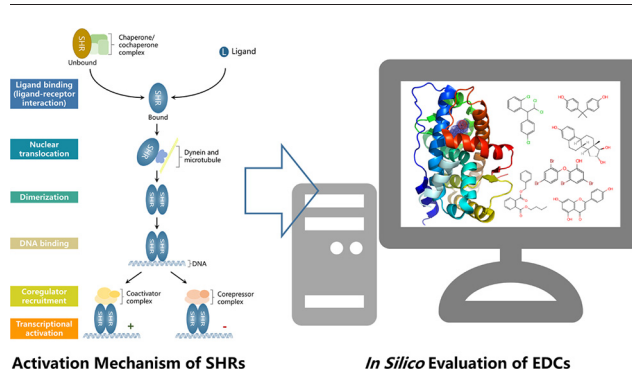 SHR
Chaperone/
cochaperone
complex
Unbound
L
Ligand
Ligand binding
(ligand-receptor
interaction)
SHR
Bound
Nuclear
translocation
SHR
Dynein and
microtubule
Dimerization
SHR
SHR
DNA binding
SHR
SHR
DNA
Coregulator
recruitment
Coactivator
complex
Corepressor
complex
Transcriptional
activation
SHR
SHR
+
SHR
SHR
-
Activation Mechanism of SHRs
In Silico Evaluation of EDCs